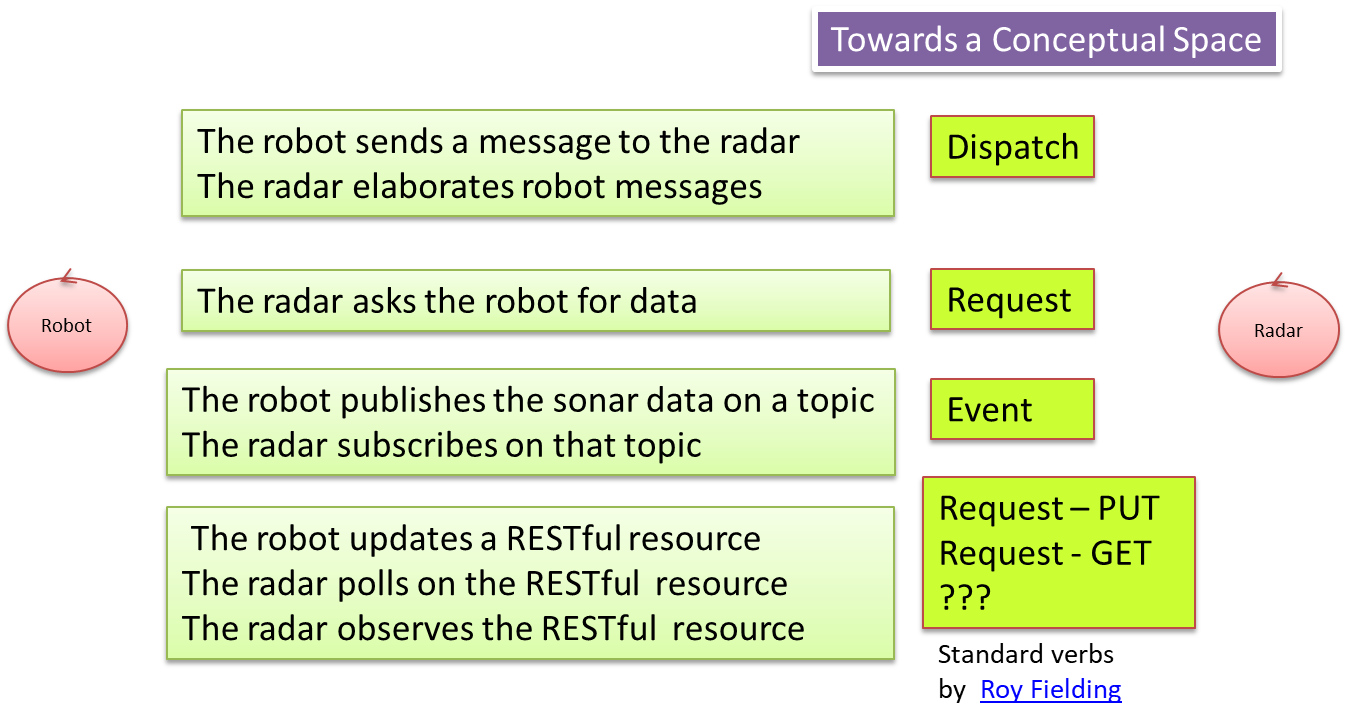 Towards a Conceptual Space
The robot sends a message to the radar
The radar elaborates robot messages
Dispatch
The radar asks the robot for data
Request
Robot
Radar
The robot publishes the sonar data on a topic
The radar subscribes on that topic
Event
The robot updates a RESTful resource
The radar polls on the RESTful resource
The radar observes the RESTful resource
Request – PUT
Request - GET
???
Standard verbs
by Roy Fielding